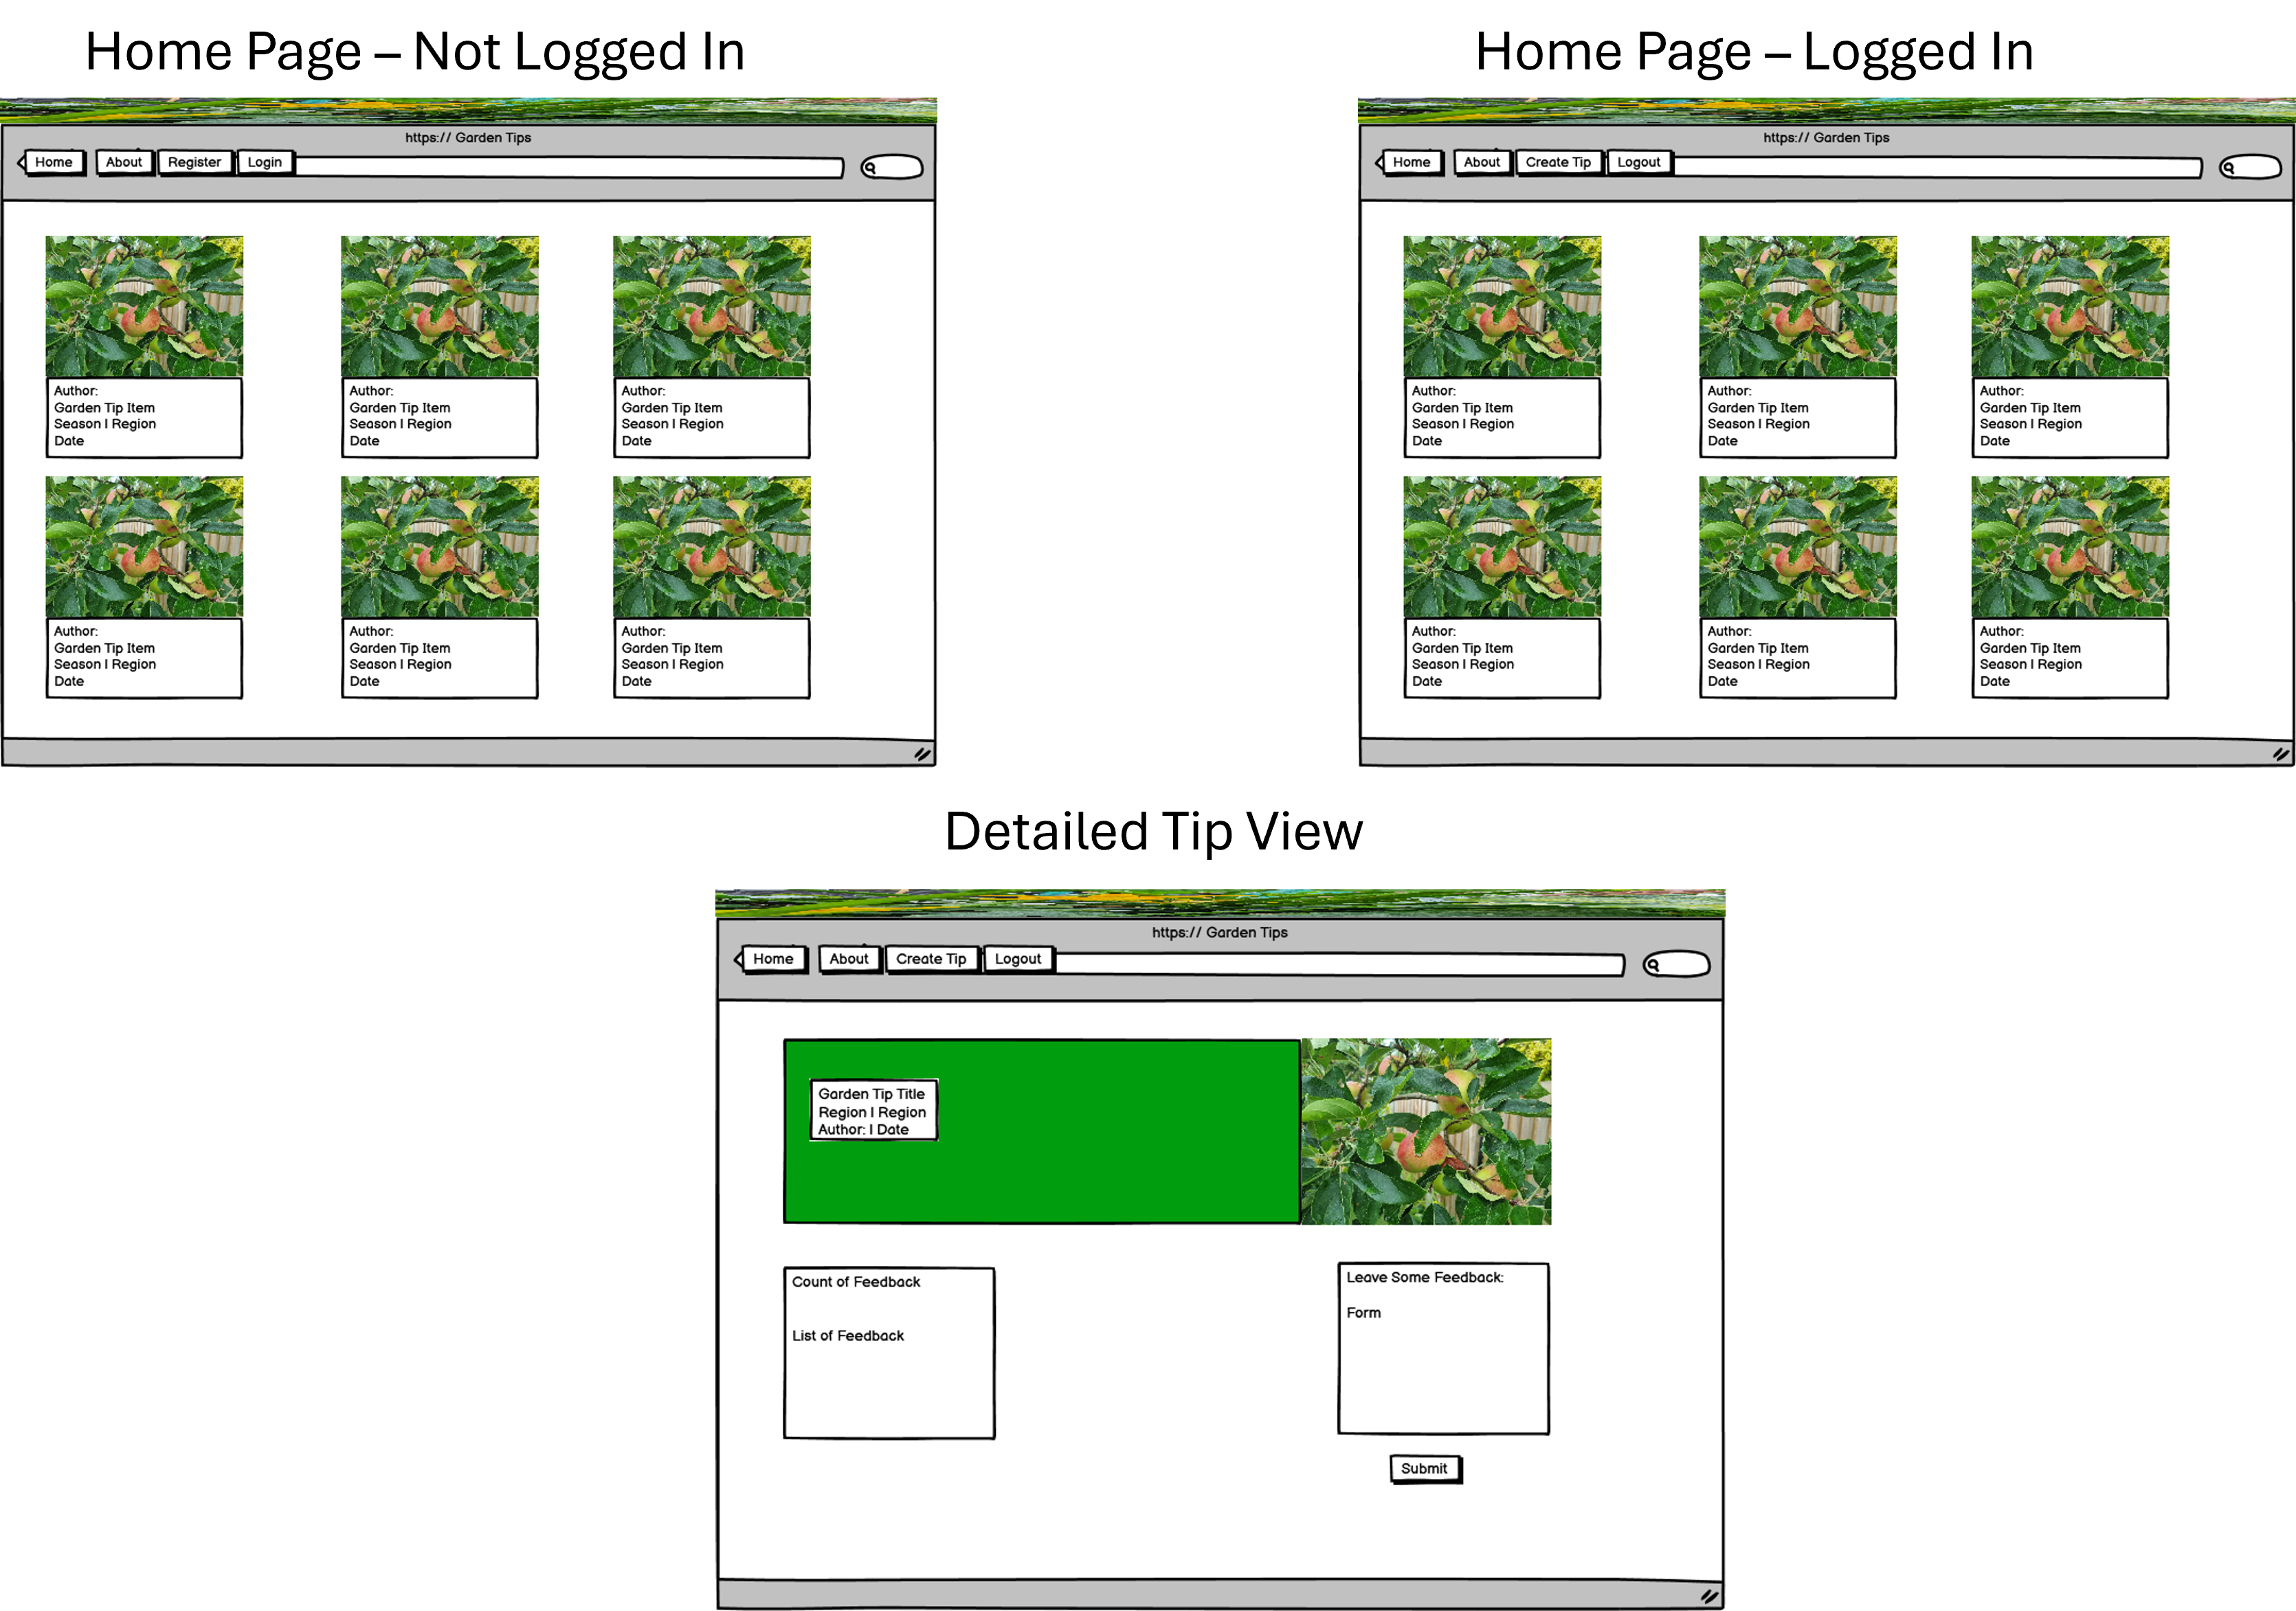 Home Page – Not Logged In
https:// Garden Tips
Home About Register Login
Author: Author: Author:
Garden Tip Item Garden Tip Item Garden Tip Item
Season | Region Season | Region Season | Region
Date Date Date
Author: Author: Author:
Garden Tip Item Garden Tip Item Garden Tip Item
Season | Region Season | Region Season | Region
Date Date Date
Home Page – Logged In
https:// Garden Tips
Home About Create Tip Logout
Author: Author: Author:
Garden Tip Item Garden Tip Item Garden Tip Item
Season | Region Season | Region Season | Region
Date Date Date
Author: Author: Author:
Garden Tip Item Garden Tip Item Garden Tip Item
Season | Region Season | Region Season | Region
Date Date Date
Detailed Tip View
https:// Garden Tips
Home About Create Tip Logout
Garden Tip Title
Region | Region
Author: | Date
Count of Feedback
List of Feedback
Leave Some Feedback:
Form
Submit